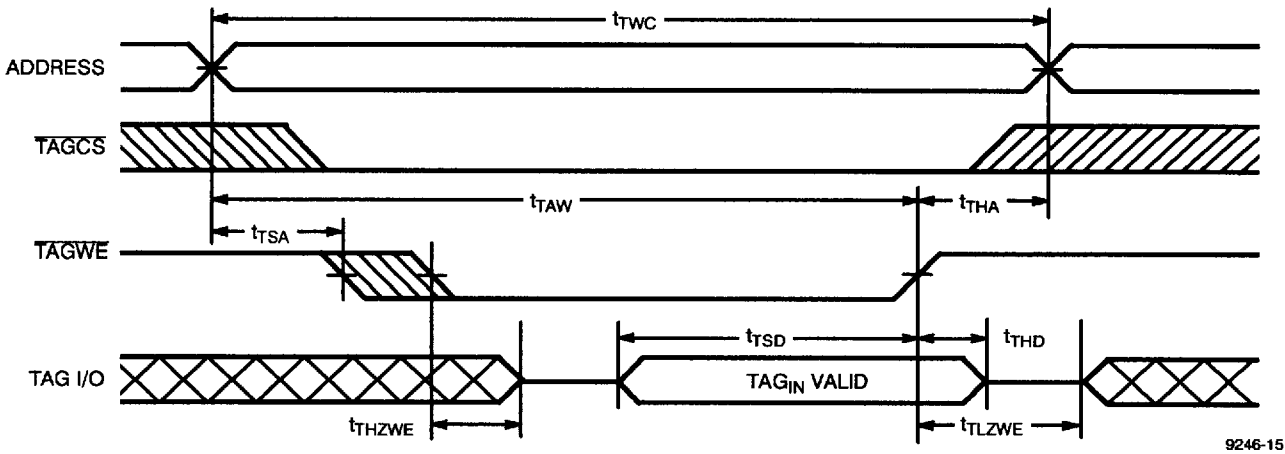 tTWC
ADDRESS
TAGCS
tTAW
tTHA
tTSA
TAGWE
tTSD
tTHD
TAG I/O
TAGIN VALID
tTHZWE
tTLZWE
9246-15